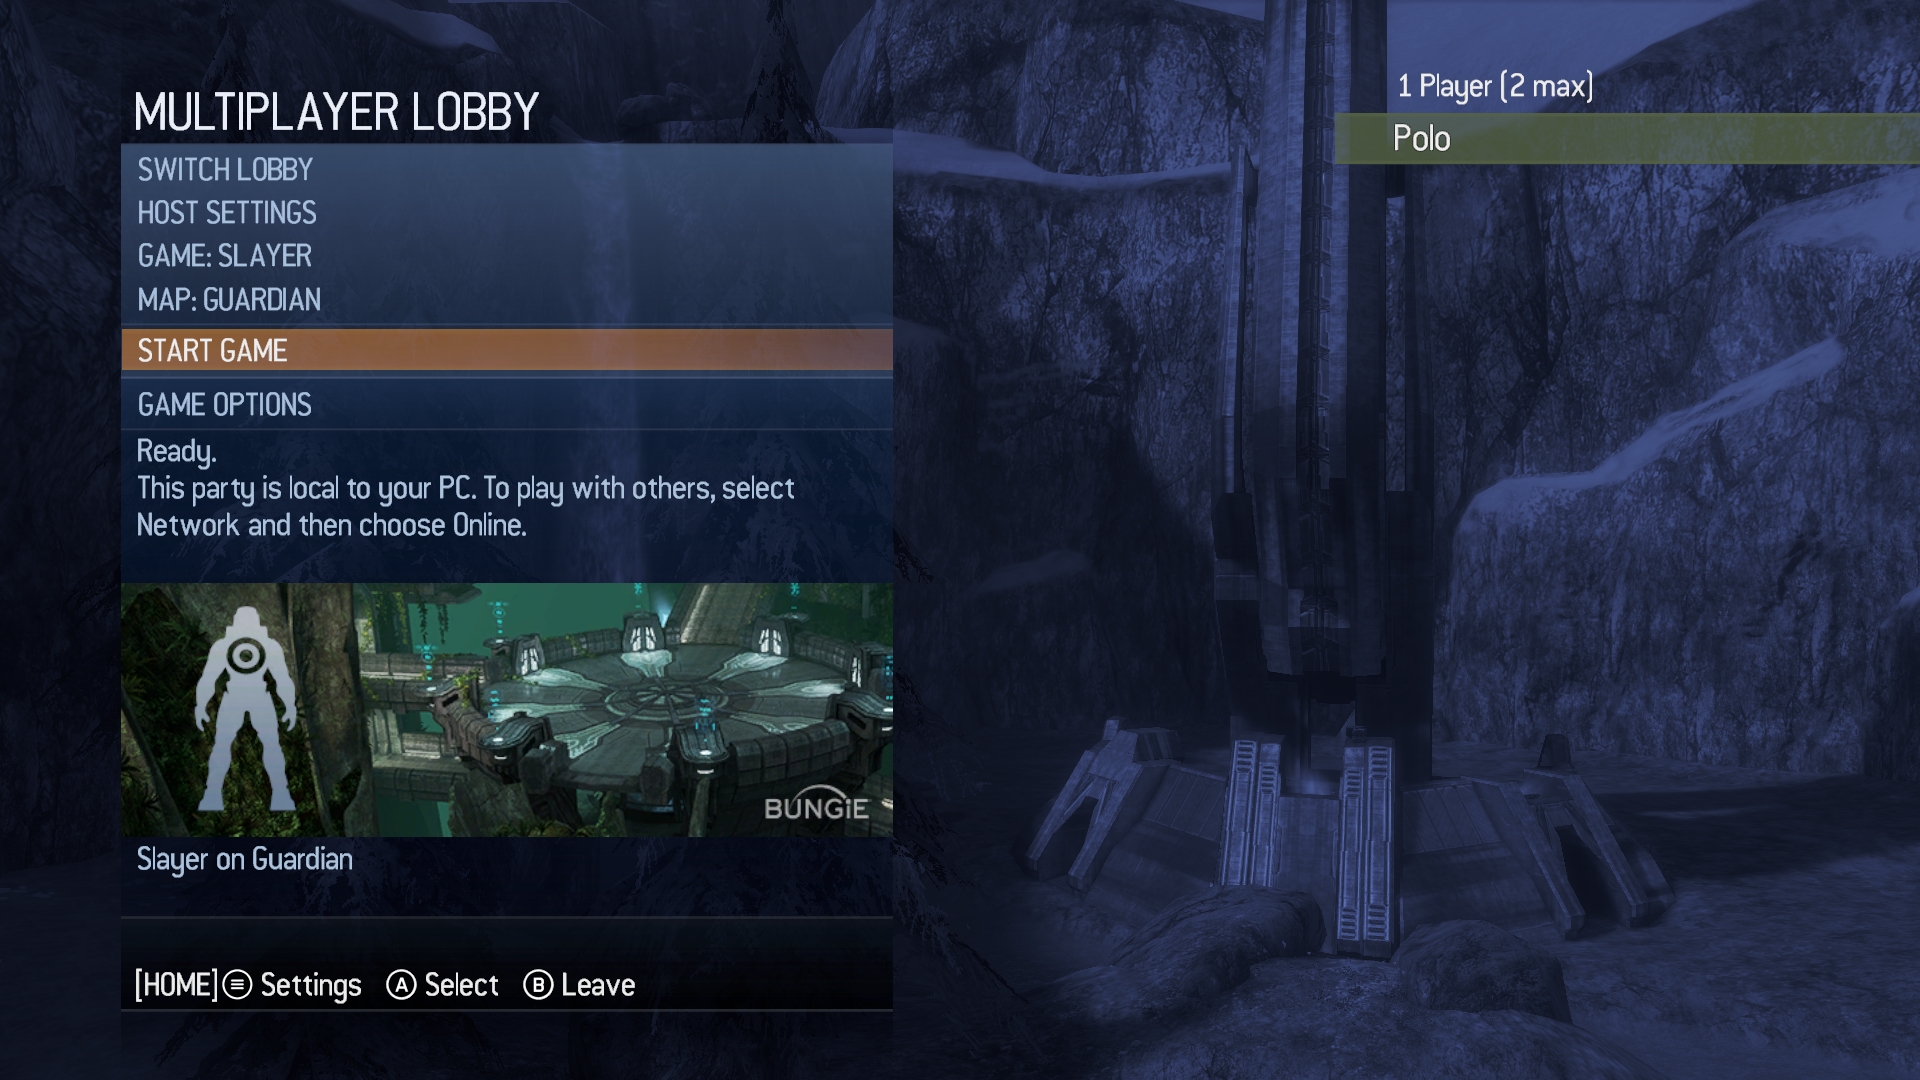 MULTIPLAYER LOBBY
SWITCH LOBBY
HOST SETTINGS
GAME: SLAYER
MAP: GUARDIAN
START GAME
GAME OPTIONS
Ready.
This party is local to your PC. To play with others, select
Network and then choose Online.
BUNGiE
Slayer on Guardian
[HOME] Settings A Select B Leave
1 Player (2 max)
Polo